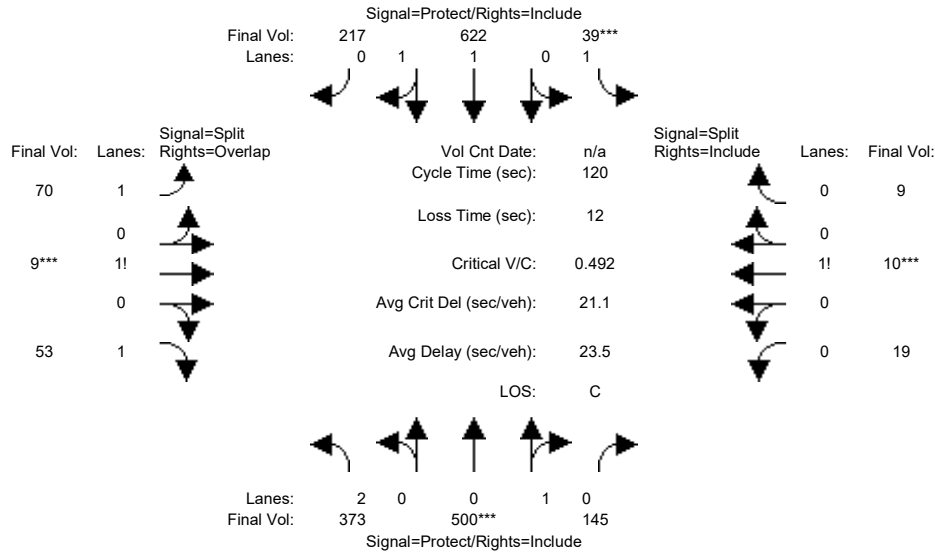 Signal=Protect/Rights=Include
Final Vol: 217 622 39***
Lanes: 0 1 1 0 1
Signal=Split Signal=Split
Final Vol: Lanes: Rights=Overlap Vol Cnt Date: n/a Rights=Include Lanes: Final Vol:
Cycle Time (sec): 120
70 1 0 9
Loss Time (sec): 12
0 0
9*** 1! Critical V/C: 0.492 1! 10***
0 Avg Crit Del (sec/veh): 21.1 0
53 1 Avg Delay (sec/veh): 23.5 0 19
LOS: C
Lanes: 2 0 0 1 0
Final Vol: 373 500*** 145
Signal=Protect/Rights=Include